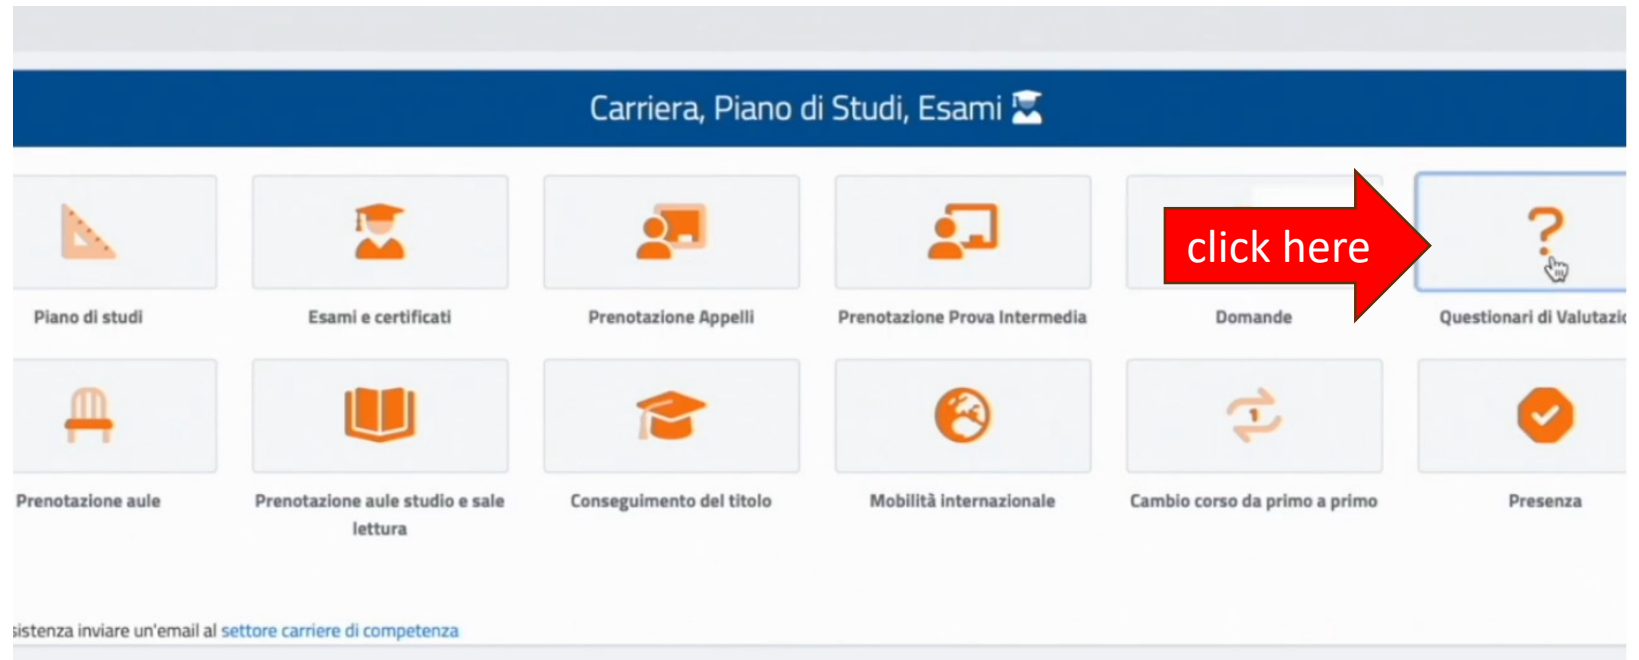 Carriera, Piano di Studi, Esami
click here
Piano di studi
Esami e certificati
Prenotazione Appelli
Prenotazione Prova Intermedia
Domande
Questionari di Valutazio
1
Prenotazione aule
Prenotazione aule studio e sale
lettura
Conseguimento del titolo
Mobilità internazionale
Cambio corso da primo a primo
Presenza
sistenza inviare un'email al settore carriere di competenza